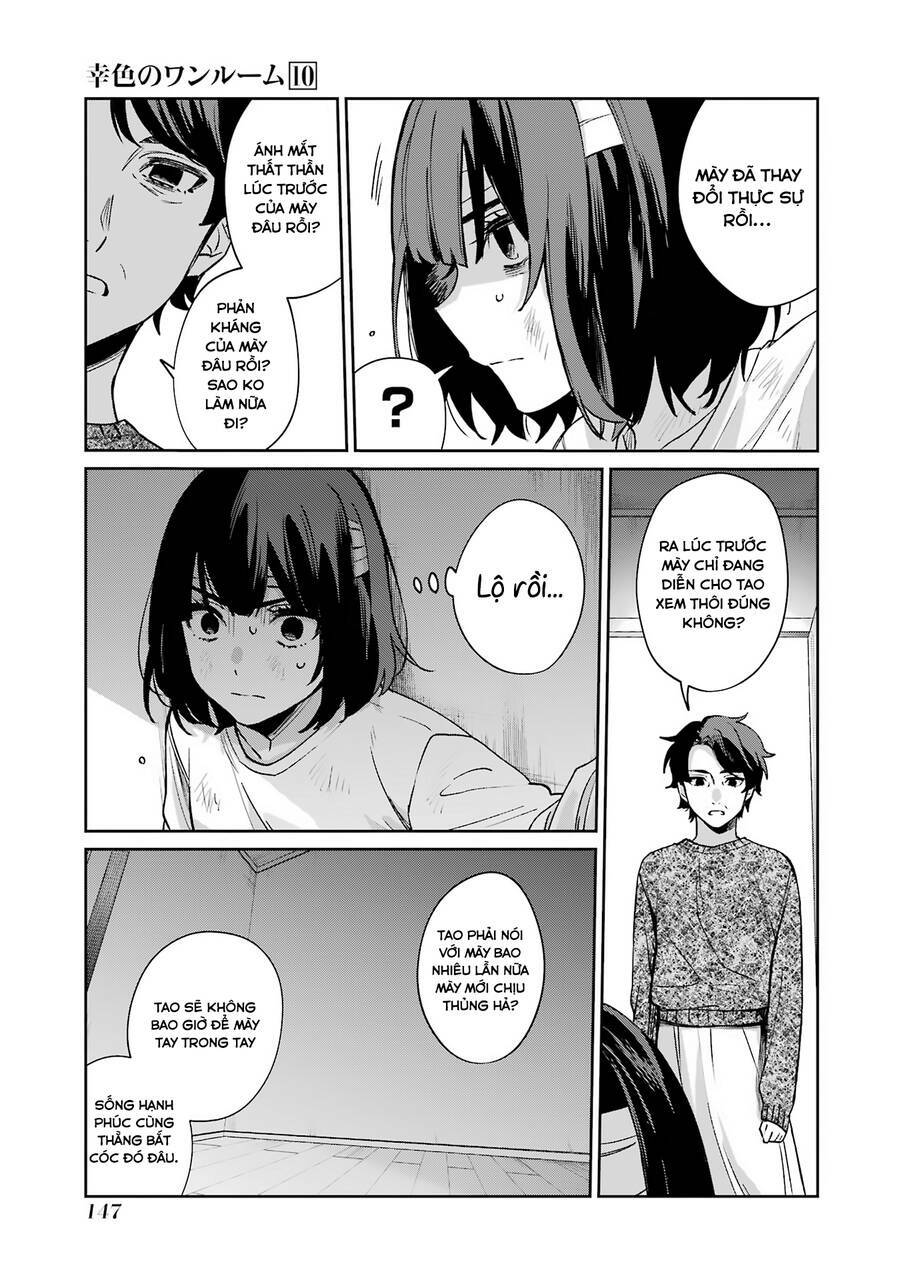 幸色のワンルーム10
MÀY ĐÃ THAY
ĐỔI THỰC SỰ
RỒI...
?
ÁNH MẮT
THẤT THẦN
LÚC TRƯỚC
CỦA MÀY
ĐÂU RỒI?
PHẢN
KHÁNG
CỦA MÀY
ĐÂU RỒI?
SAO KO
LÀM NỮA
ĐI?
RA LÚC TRƯỚC
MÀY CHỈ ĐANG
DIỄN CHO TAO
XEM THÔI ĐÚNG
KHÔNG?
Lộ rồi...
TAO PHẢI NÓI
VỚI MÀY BAO
NHIÊU LẦN NỮA
MÀY MỚI CHỊU
THỦNG HẢ?
TAO SẼ KHÔNG
BAO GIỜ ĐỂ MÀY
TAY TRONG TAY
SỐNG HẠNH
PHÚC CÙNG
THẰNG BẮT
CÓC ĐÓ ĐÂU.
147